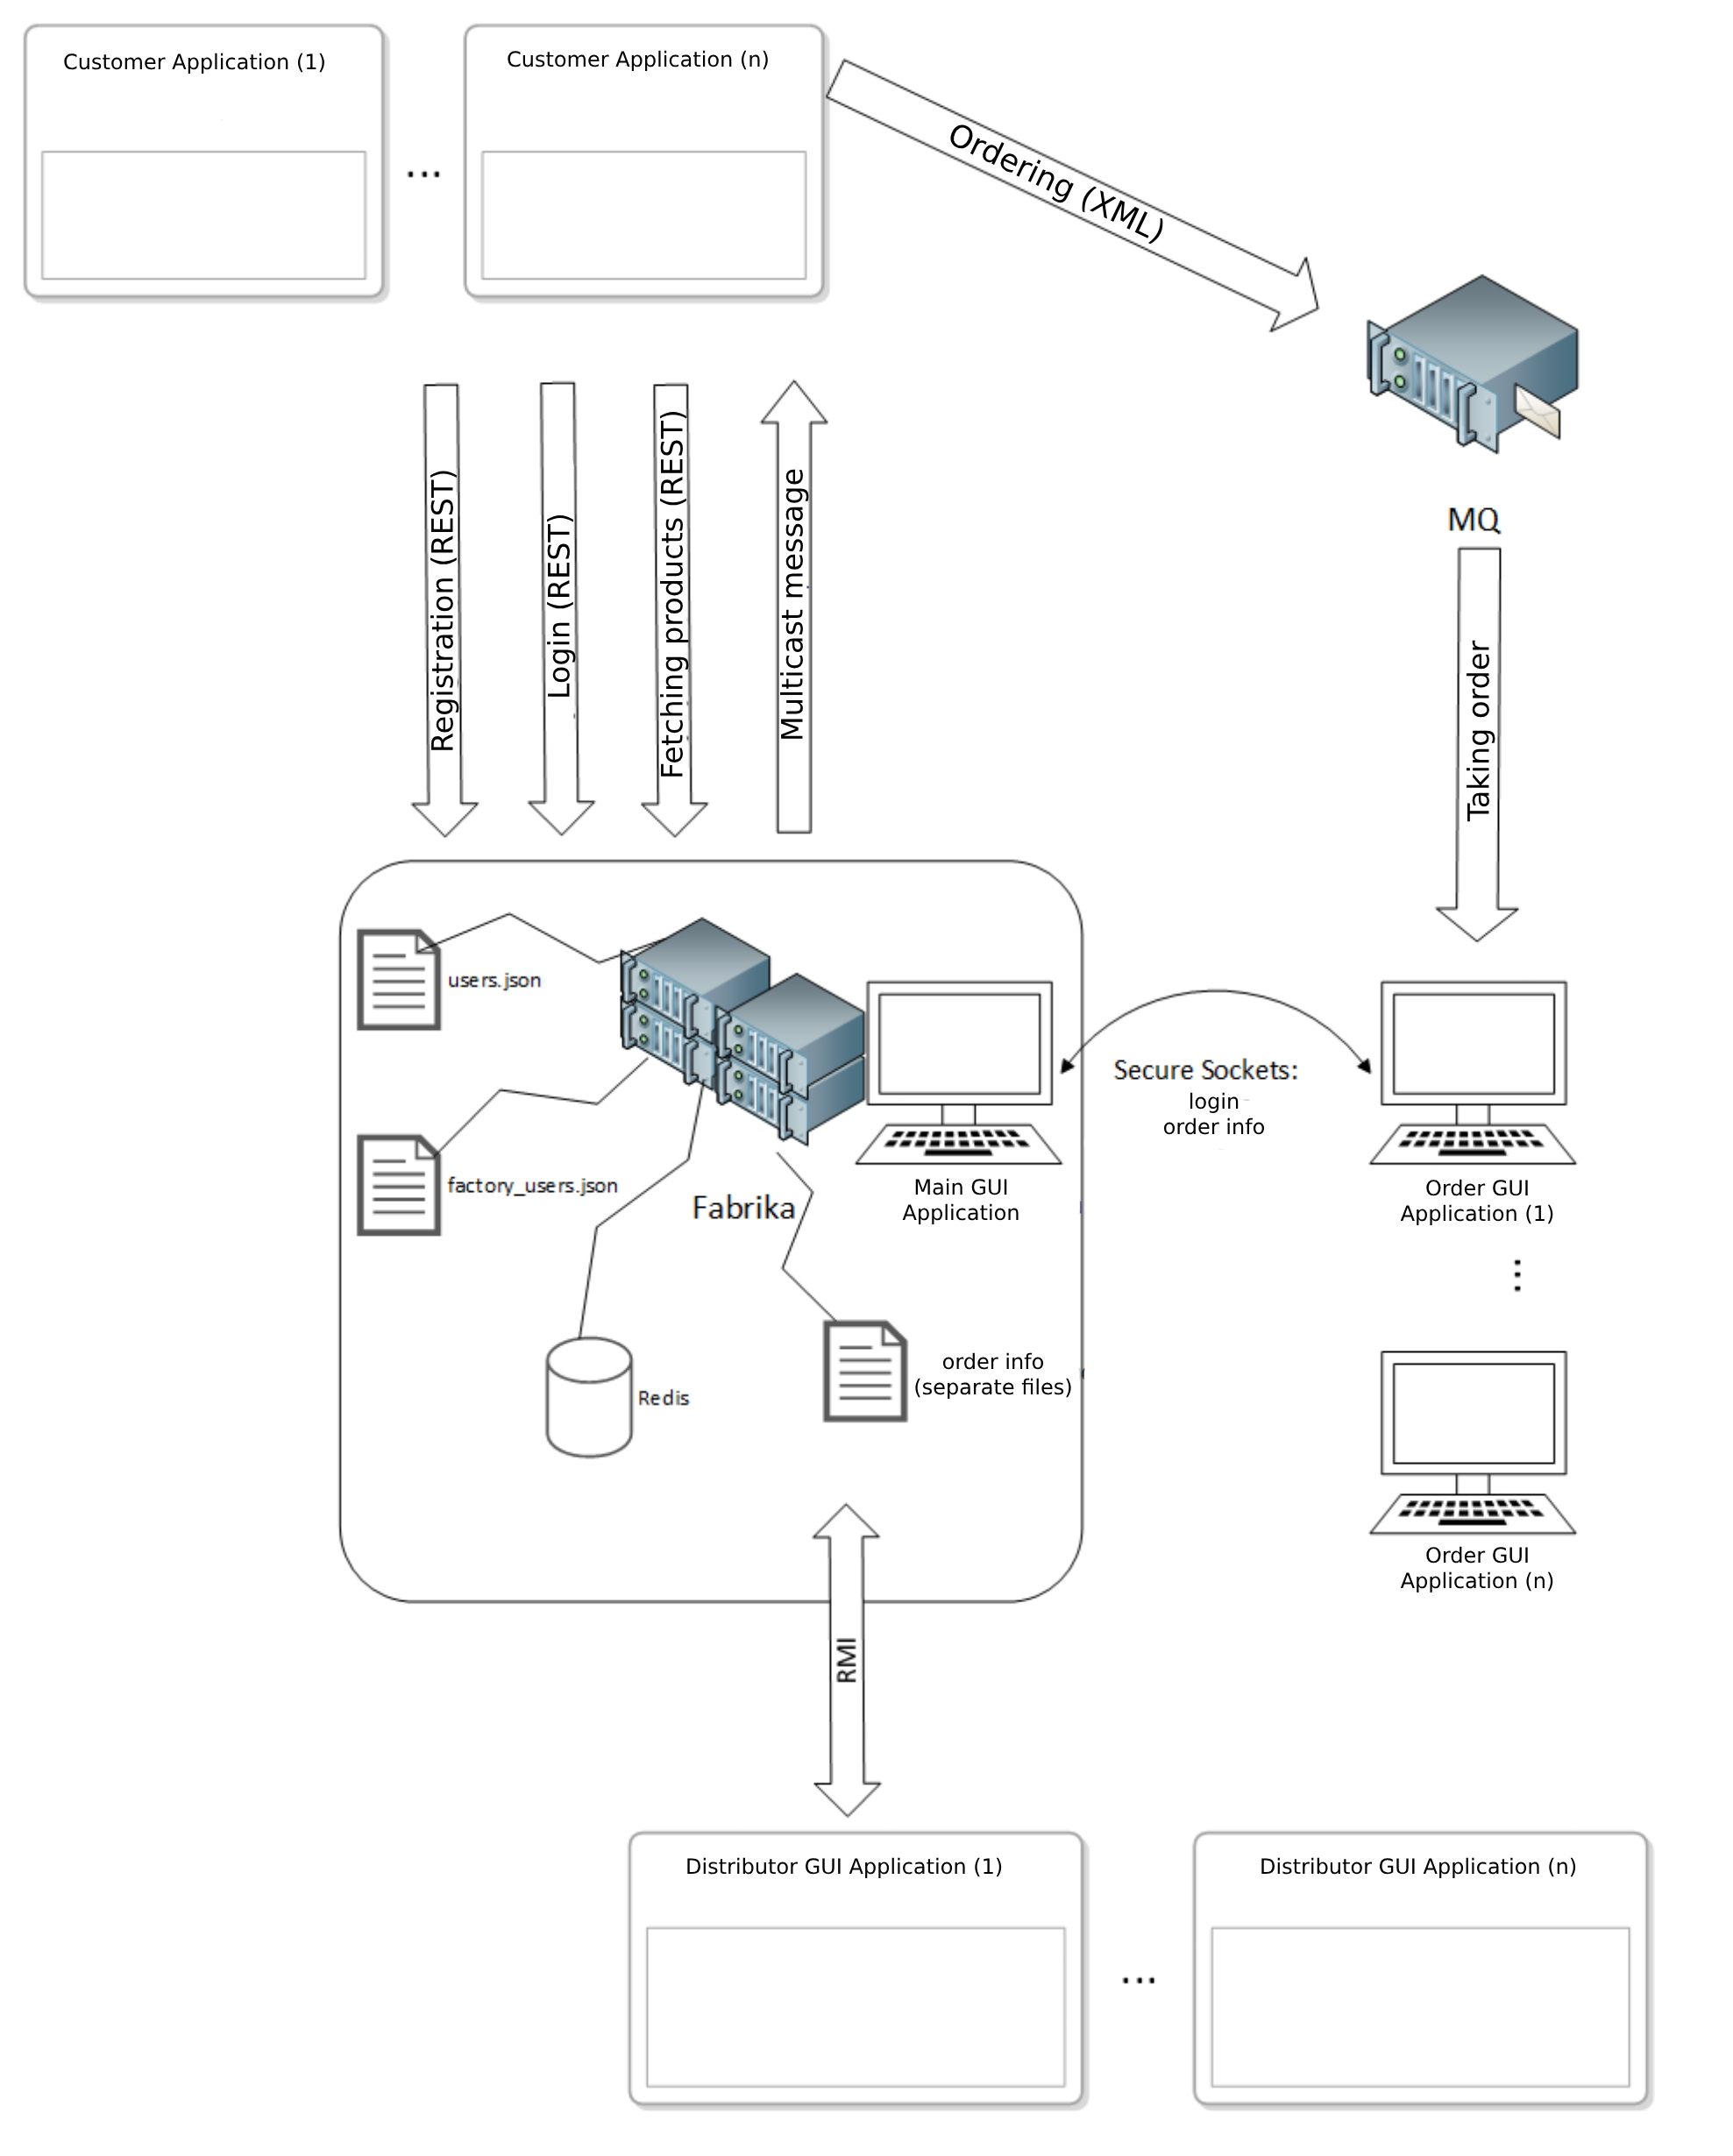 Customer Application (1)
Customer Application (n)
...
Ordering (XML)
MQ
Registration (REST)
Login (REST)
Fetching products (REST)
Multicast message
Taking order
users.json
factory_users.json
Fabrika
Main GUI
Application
Secure Sockets:
login
order info
Order GUI
Application (1)
...
Redis
order info
(separate files)
Order GUI
Application (n)
RMI
Distributor GUI Application (1)
Distributor GUI Application (n)
...